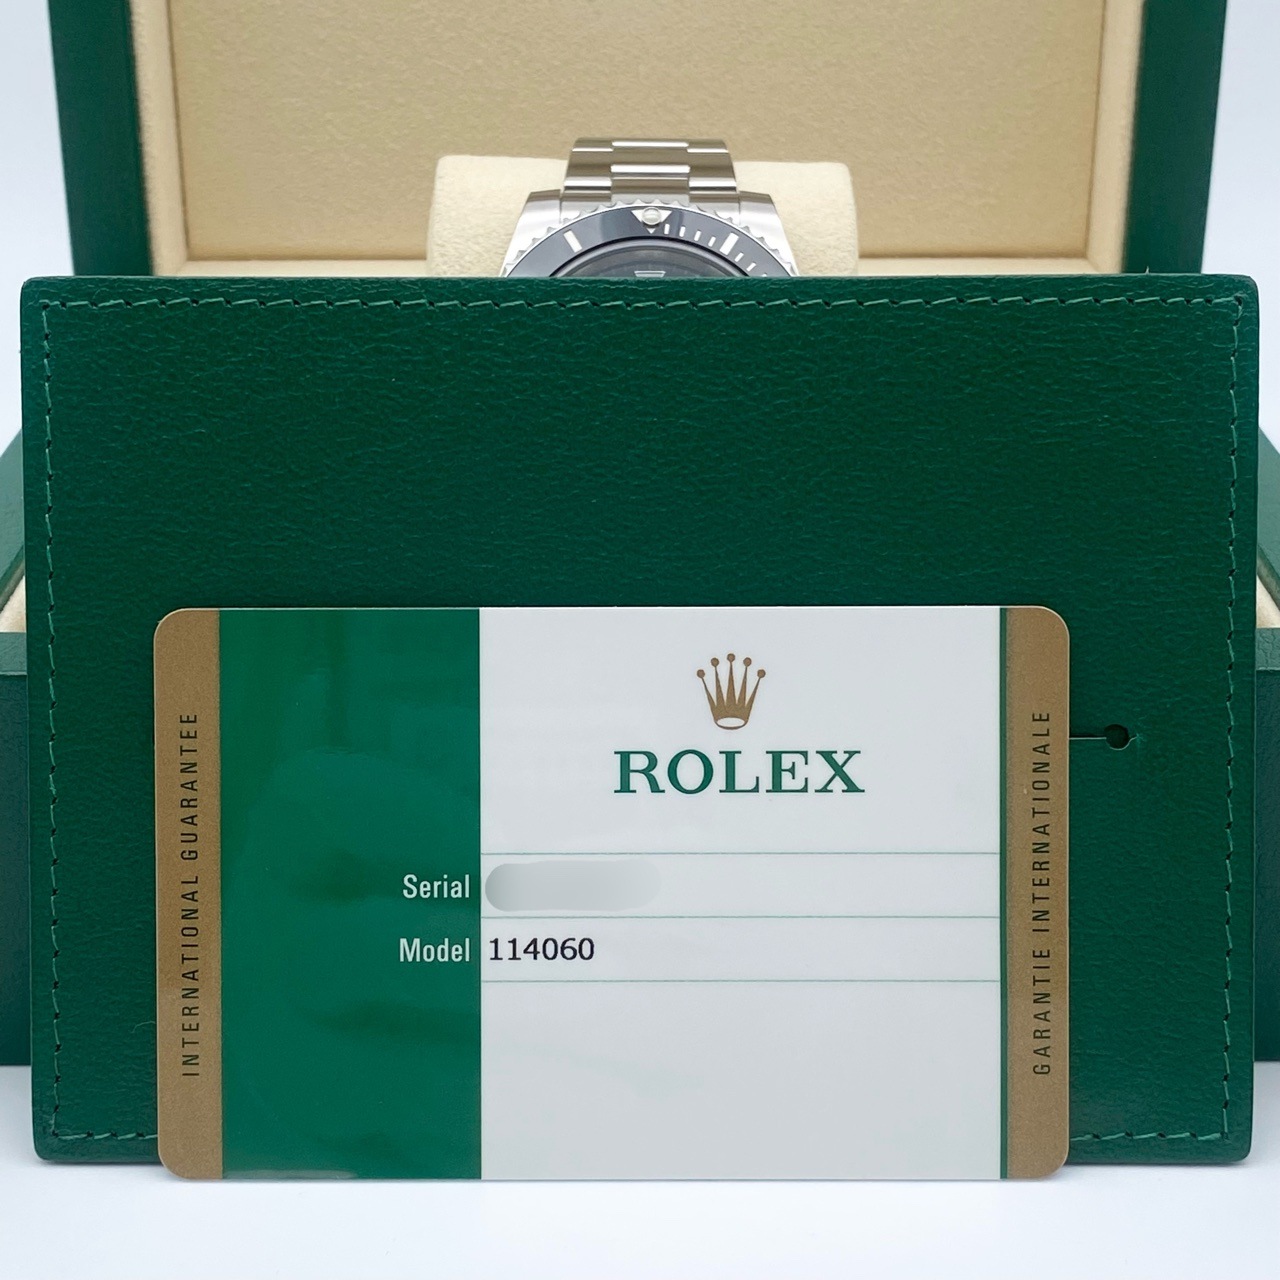 ROLEX
Serial
Model 114060
INTERNATIONAL GUARANTEE
GARANTIE INTERNATIONALE